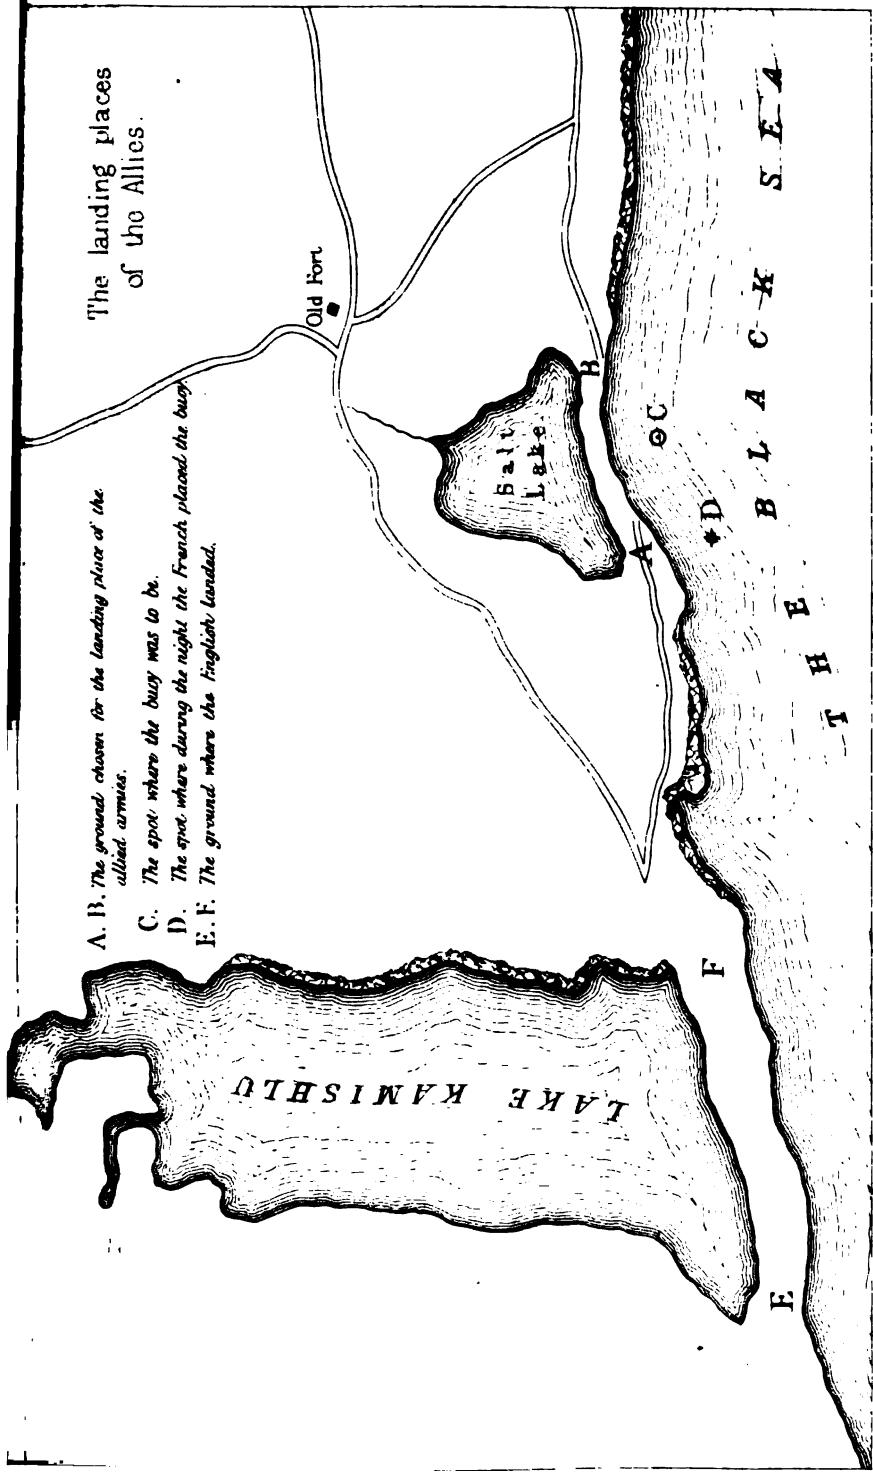 The landing places
of the Allies.
A. B. The ground chosen for the landing place of the
allied armies.
C. The spot where the buoy was to be.
D. The spot where during the night the French placed the buoy.
E. F. The ground where the English landed.
Old Fort
Salt
Lake
A
B
C
D
E
F
LAKE KAMISHLU
THE BLACK SEA